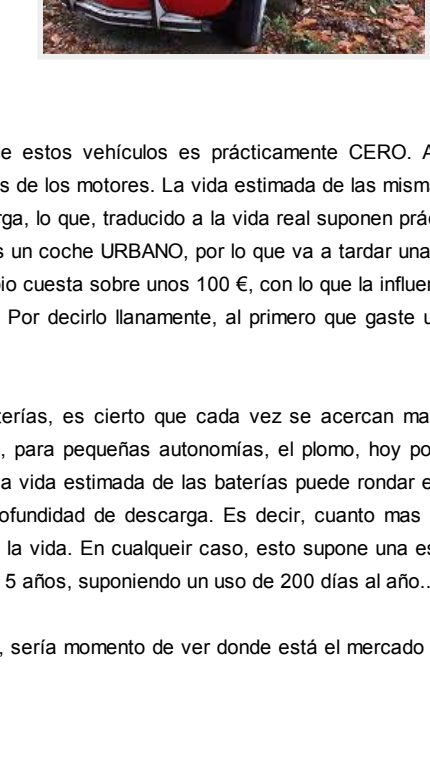 e estos vehículos es prácticamente CERO. A
s de los motores. La vida estimada de las mism
rga, lo que, traducido a la vida real suponen prá
s un coche URBANO, por lo que va a tardar una
io cuesta sobre unos 100 €, con lo que la influe
Por decirlo llanamente, al primero que gaste u
terías, es cierto que cada vez se acercan ma
, para pequeñas autonomías, el plomo, hoy po
a vida estimada de las baterías puede rondar e
ofundidad de descarga. Es decir, cuanto mas
la vida. En cualqueir caso, esto supone una es
5 años, suponiendo un uso de 200 días al año..
, sería momento de ver donde está el mercado